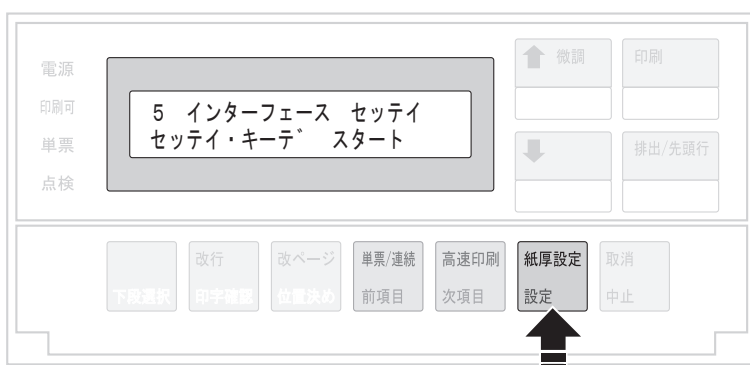 電源
印刷可
単票
点検
5 インターフェース セッテイ
セッテイ・キーデ゛ スタート
微調
印刷
排出/先頭行
改行
改ページ
単票/連続
高速印刷
紙厚設定
取消
下段選択
印字確認
位置決め
前項目
次項目
設定
中止